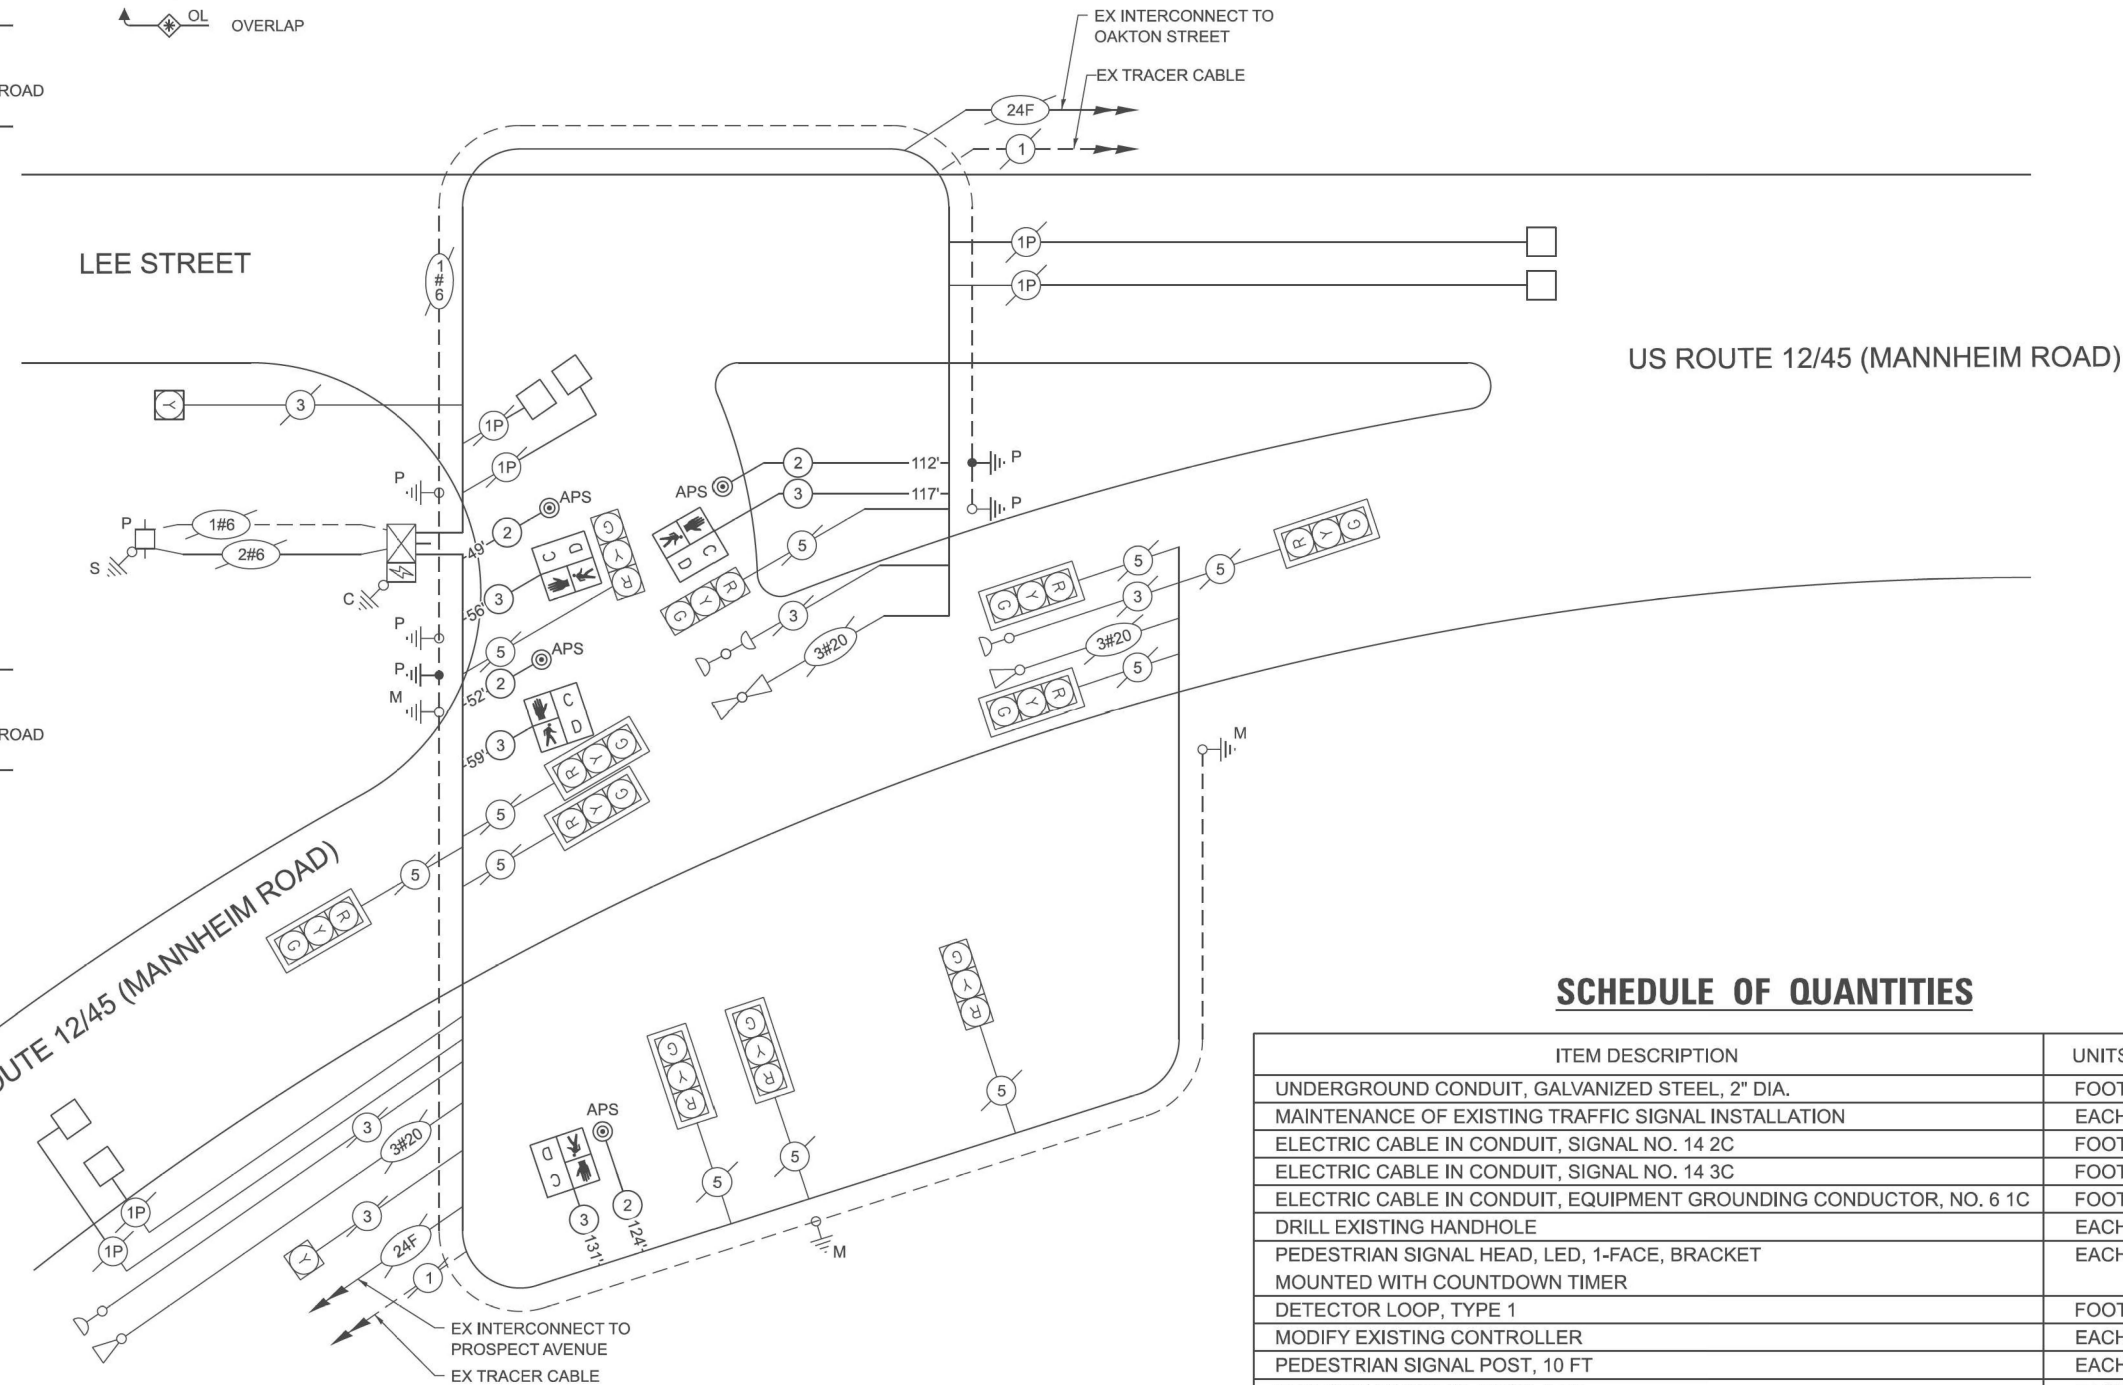 OL
OVERLAP
ROAD
EX INTERCONNECT TO
OAKTON STREET
EX TRACER CABLE
24F
1
LEE STREET
1
#
6
1P
1P
US ROUTE 12/45 (MANNHEIM ROAD)
Y
3
1P
1P
P
APS
2
49'
C D
G Y R
APS
2
112'
3
117'
P
P
C D
5
R Y G
P
1#6
2#6
S
C
3
56'
P
5
APS
2
52'
P
M
3
59'
C
D
R Y G
5
R Y G
5
3
3#20
R Y G
5
3
5
R Y G
3#20
5
R Y G
M
ROAD
5
R Y G
ROUTE 12/45 (MANNHEIM ROAD)
G Y R
5
G Y R
5
G Y R
5
1P
1P
3
3#20
3
Y
24F
1
APS
D
C
3
131'
2
124'
M
EX INTERCONNECT TO
PROSPECT AVENUE
EX TRACER CABLE
SCHEDULE OF QUANTITIES
ITEM DESCRIPTION UNITS
UNDERGROUND CONDUIT, GALVANIZED STEEL, 2" DIA. FOOT
MAINTENANCE OF EXISTING TRAFFIC SIGNAL INSTALLATION EACH
ELECTRIC CABLE IN CONDUIT, SIGNAL NO. 14 2C FOOT
ELECTRIC CABLE IN CONDUIT, SIGNAL NO. 14 3C FOOT
ELECTRIC CABLE IN CONDUIT, EQUIPMENT GROUNDING CONDUCTOR, NO. 6 1C FOOT
DRILL EXISTING HANDHOLE EACH
PEDESTRIAN SIGNAL HEAD, LED, 1-FACE, BRACKET EACH
MOUNTED WITH COUNTDOWN TIMER
DETECTOR LOOP, TYPE 1 FOOT
MODIFY EXISTING CONTROLLER EACH
PEDESTRIAN SIGNAL POST, 10 FT EACH